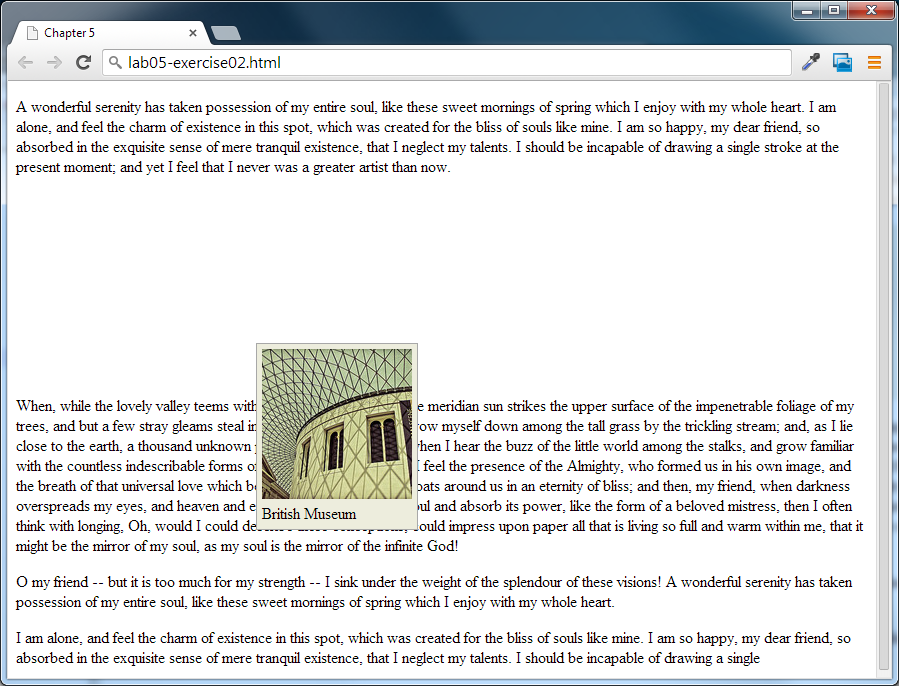 Chapter 5
lab05-exercise02.html
A wonderful serenity has taken possession of my entire soul, like these sweet mornings of spring which I enjoy with my whole heart. I am
alone, and feel the charm of existence in this spot, which was created for the bliss of souls like mine. I am so happy, my dear friend, so
absorbed in the exquisite sense of mere tranquil existence, that I neglect my talents. I should be incapable of drawing a single stroke at the
present moment; and yet I feel that I never was a greater artist than now.
When, while the lovely valley teems with e meridian sun strikes the upper surface of the impenetrable foliage of my
trees, and but a few stray gleams steal in row myself down among the tall grass by the trickling stream; and, as I lie
close to the earth, a thousand unknown when I hear the buzz of the little world among the stalks, and grow familiar
with the countless indescribable forms o I feel the presence of the Almighty, who formed us in his own image, and
the breath of that universal love which b oats around us in an eternity of bliss; and then, my friend, when darkness
overspreads my eyes, and heaven and e oul and absorb its power, like the form of a beloved mistress, then I often
British Museum
think with longing, Oh, would I could could impress upon paper all that is living so full and warm within me, that it
might be the mirror of my soul, as my soul is the mirror of the infinite God!
O my friend -- but it is too much for my strength -- I sink under the weight of the splendour of these visions! A wonderful serenity has taken
possession of my entire soul, like these sweet mornings of spring which I enjoy with my whole heart.
I am alone, and feel the charm of existence in this spot, which was created for the bliss of souls like mine. I am so happy, my dear friend, so
absorbed in the exquisite sense of mere tranquil existence, that I neglect my talents. I should be incapable of drawing a single